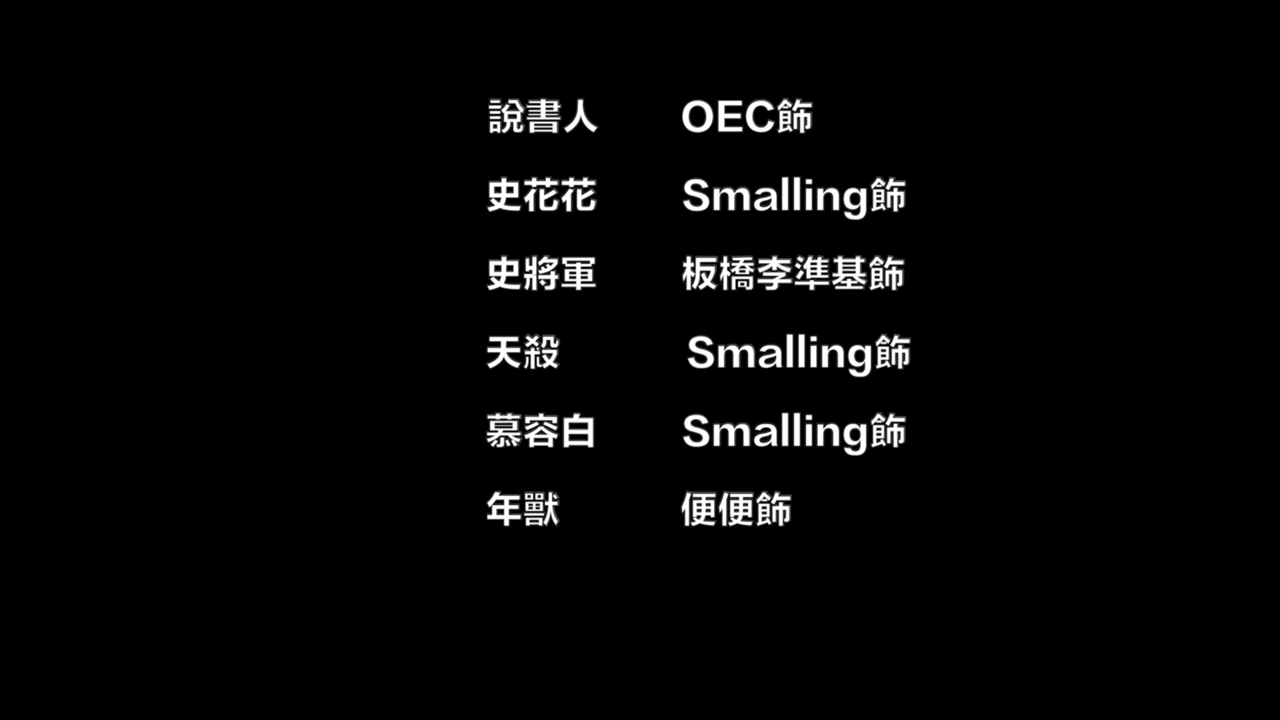 說書人 OEC飾
史花花 Smalling飾
史將軍 板橋李準基飾
天殺 Smalling飾
慕容白 Smalling飾
年獸 便便飾